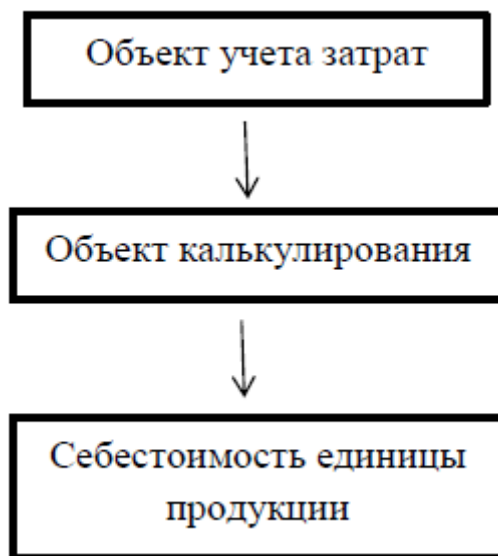 Объект учета затрат
Объект калькулирования
Себестоимость единицы
продукции